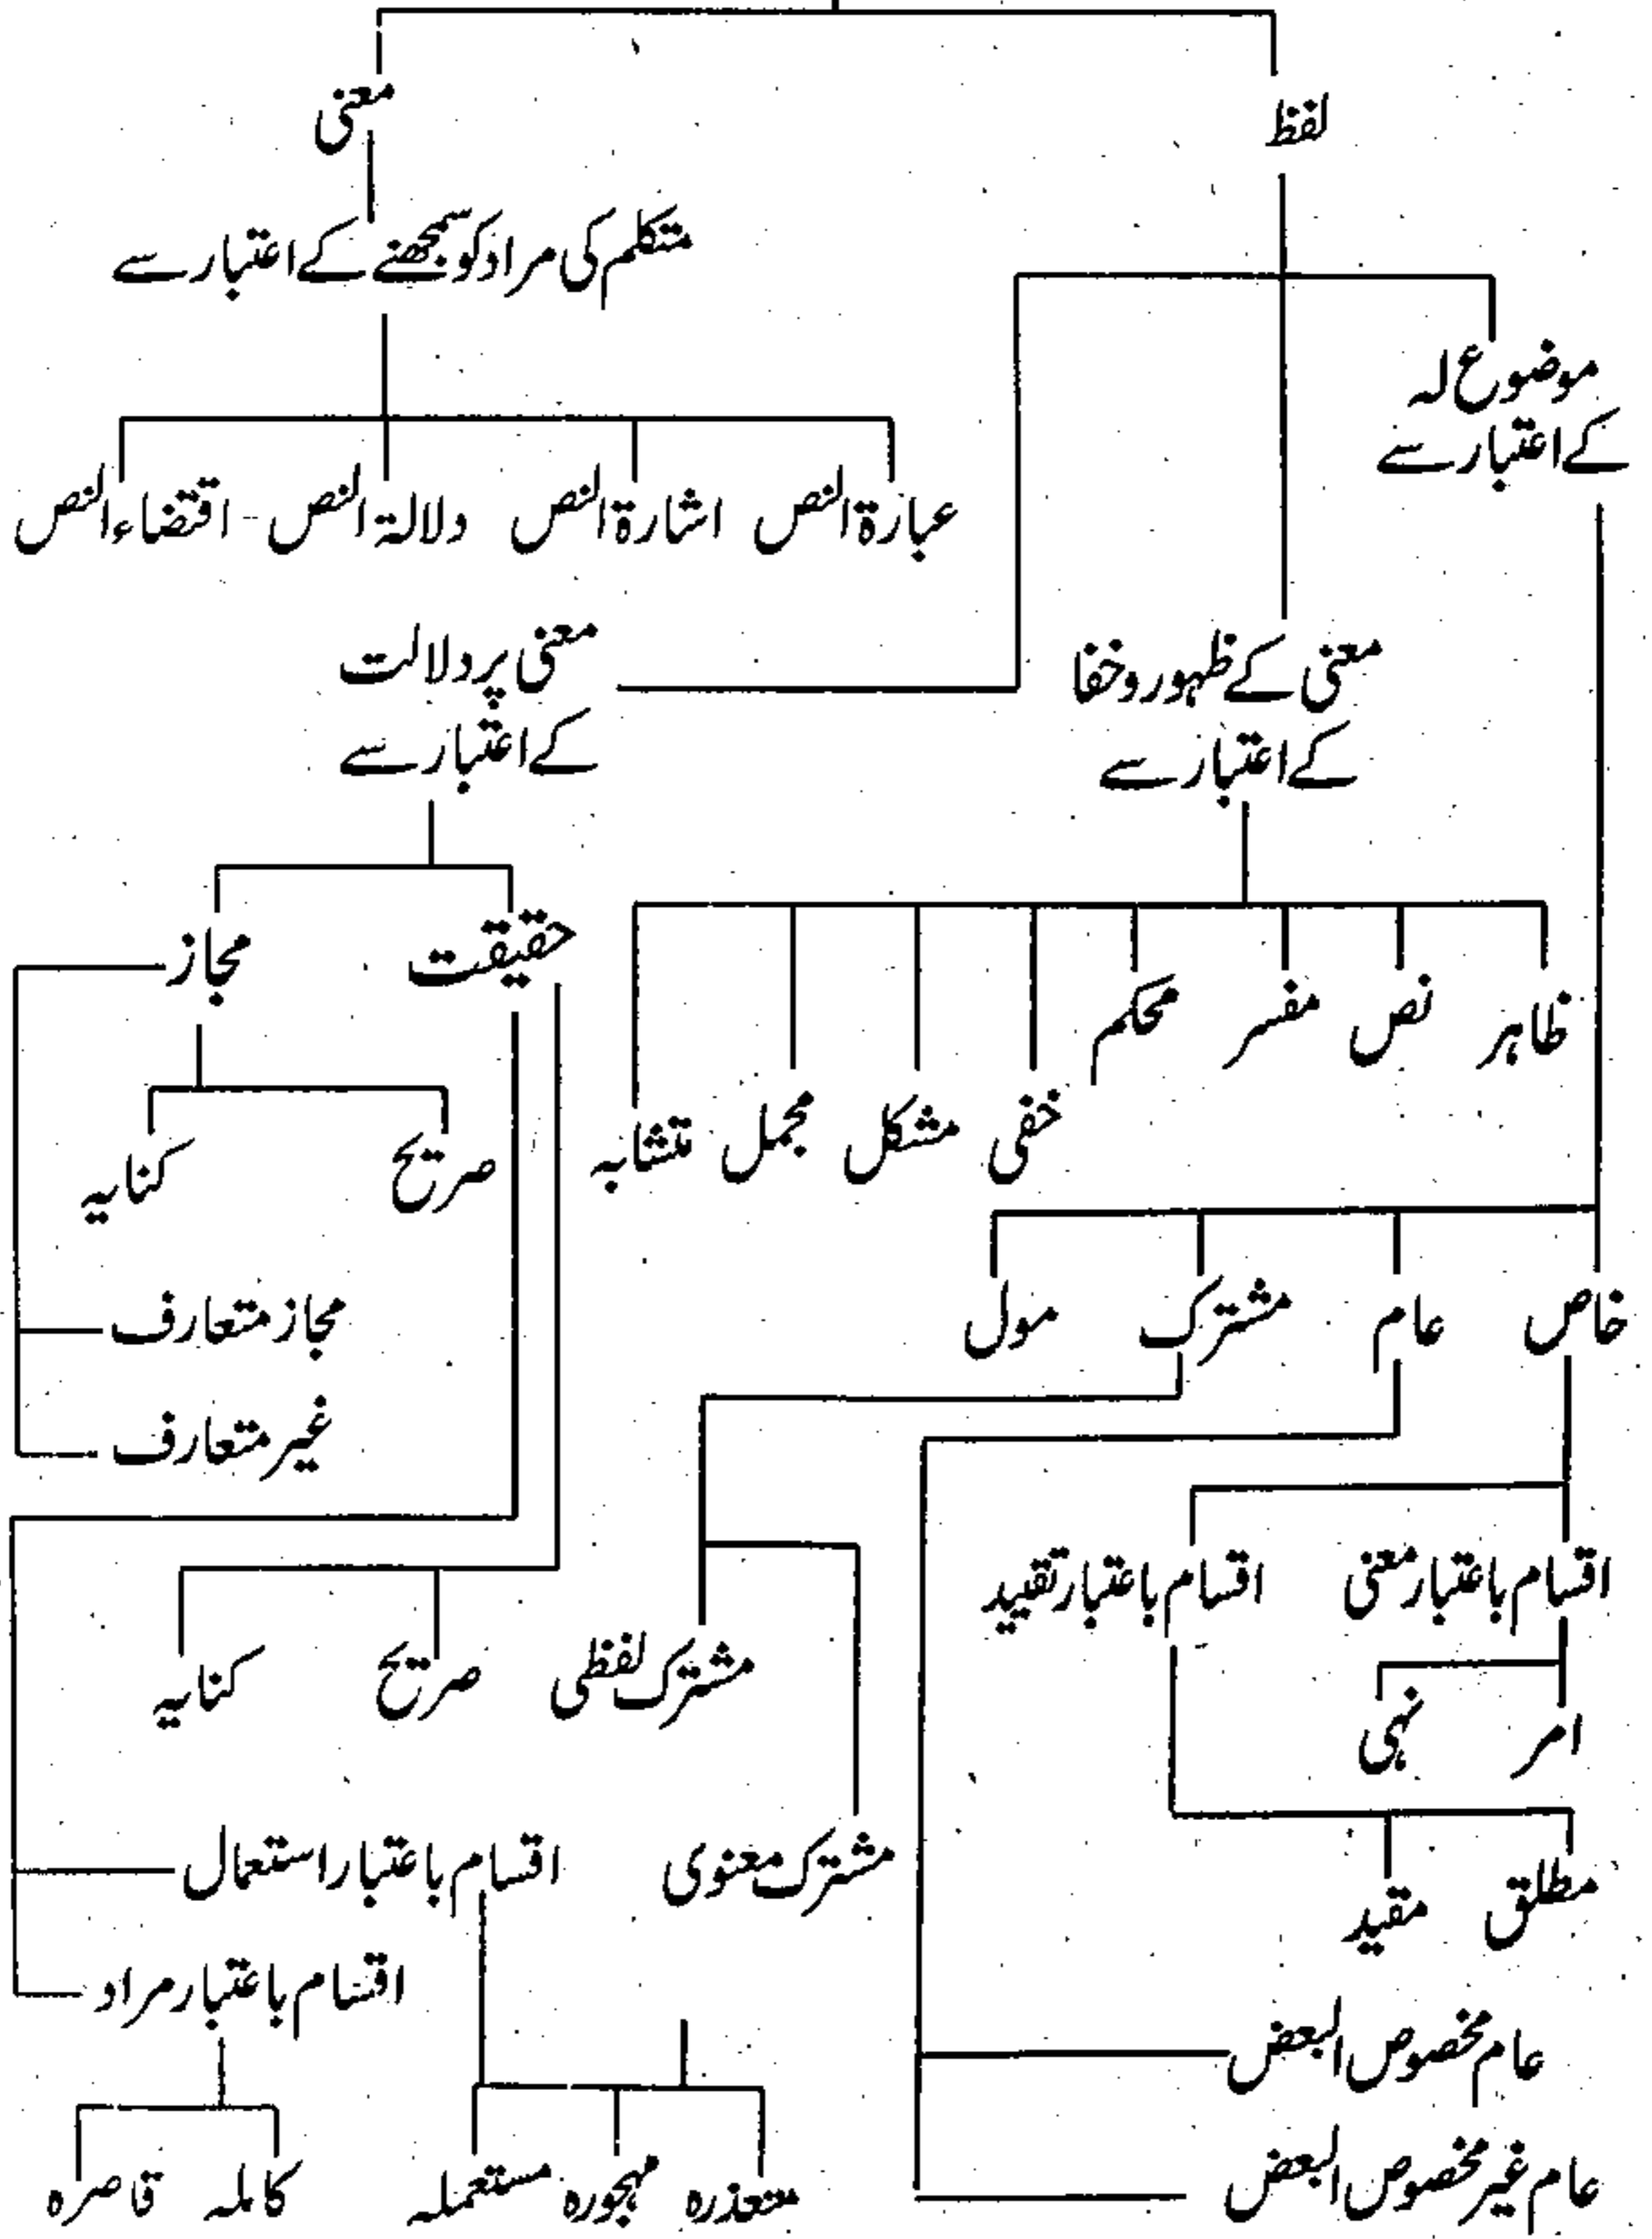 لفظ
معنی
متکلم کی مراد کو سمجھنے کے اعتبار سے
موضوع لہ
کے اعتبار سے
عبارۃ النص اشارۃ النص دلالۃ النص - اقتضاء النص
معنی کے ظہور و خفا
کے اعتبار سے
معنی پر دلالت
کے اعتبار سے
حقیقت مجاز
ظاہر نص مفسر محکم
خفی مشکل مجمل متشابہ
صریح کنایہ
خاص عام مشترک مول
مجاز متعارف
غیر متعارف
اقسام باعتبار معنی اقسام باعتبار تقیید
مشترک لفظی صریح کنایہ
امر نہی
مشترک معنوی اقسام باعتبار استعمال
مطلق مقید
اقسام باعتبار مراد
عام مخصوص البعض
عام غیر مخصوص البعض
متعذرہ مہجورہ مستعملہ کاملہ قاصرہ